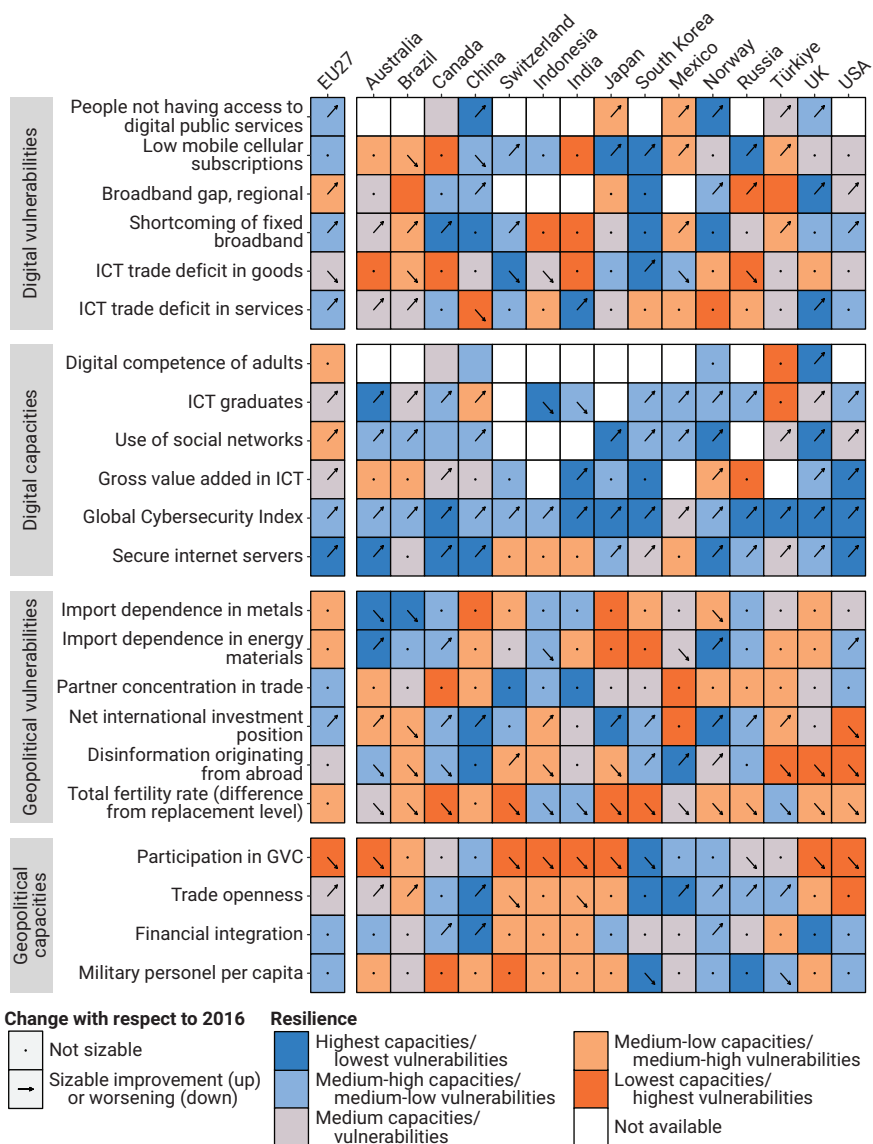 EU27
Australia
Brazil
Canada
China
Switzerland
Indonesia
India
Japan
South Korea
Mexico
Norway
Russia
Türkiye
UK
USA
Digital vulnerabilities
People not having access to
digital public services
Low mobile cellular
subscriptions
Broadband gap, regional
Shortcoming of fixed
broadband
ICT trade deficit in goods
ICT trade deficit in services
Digital capacities
Digital competence of adults
ICT graduates
Use of social networks
Gross value added in ICT
Global Cybersecurity Index
Secure internet servers
Geopolitical vulnerabilities
Import dependence in metals
Import dependence in energy
materials
Partner concentration in trade
Net international investment
position
Disinformation originating
from abroad
Total fertility rate (difference
from replacement level)
Geopolitical
capacities
Participation in GVC
Trade openness
Financial integration
Military personel per capita
Change with respect to 2016
Not sizable
Sizable improvement (up)
or worsening (down)
Resilience
Highest capacities/
lowest vulnerabilities
Medium-high capacities/
medium-low vulnerabilities
Medium capacities/
vulnerabilities
Medium-low capacities/
medium-high vulnerabilities
Lowest capacities/
highest vulnerabilities
Not available